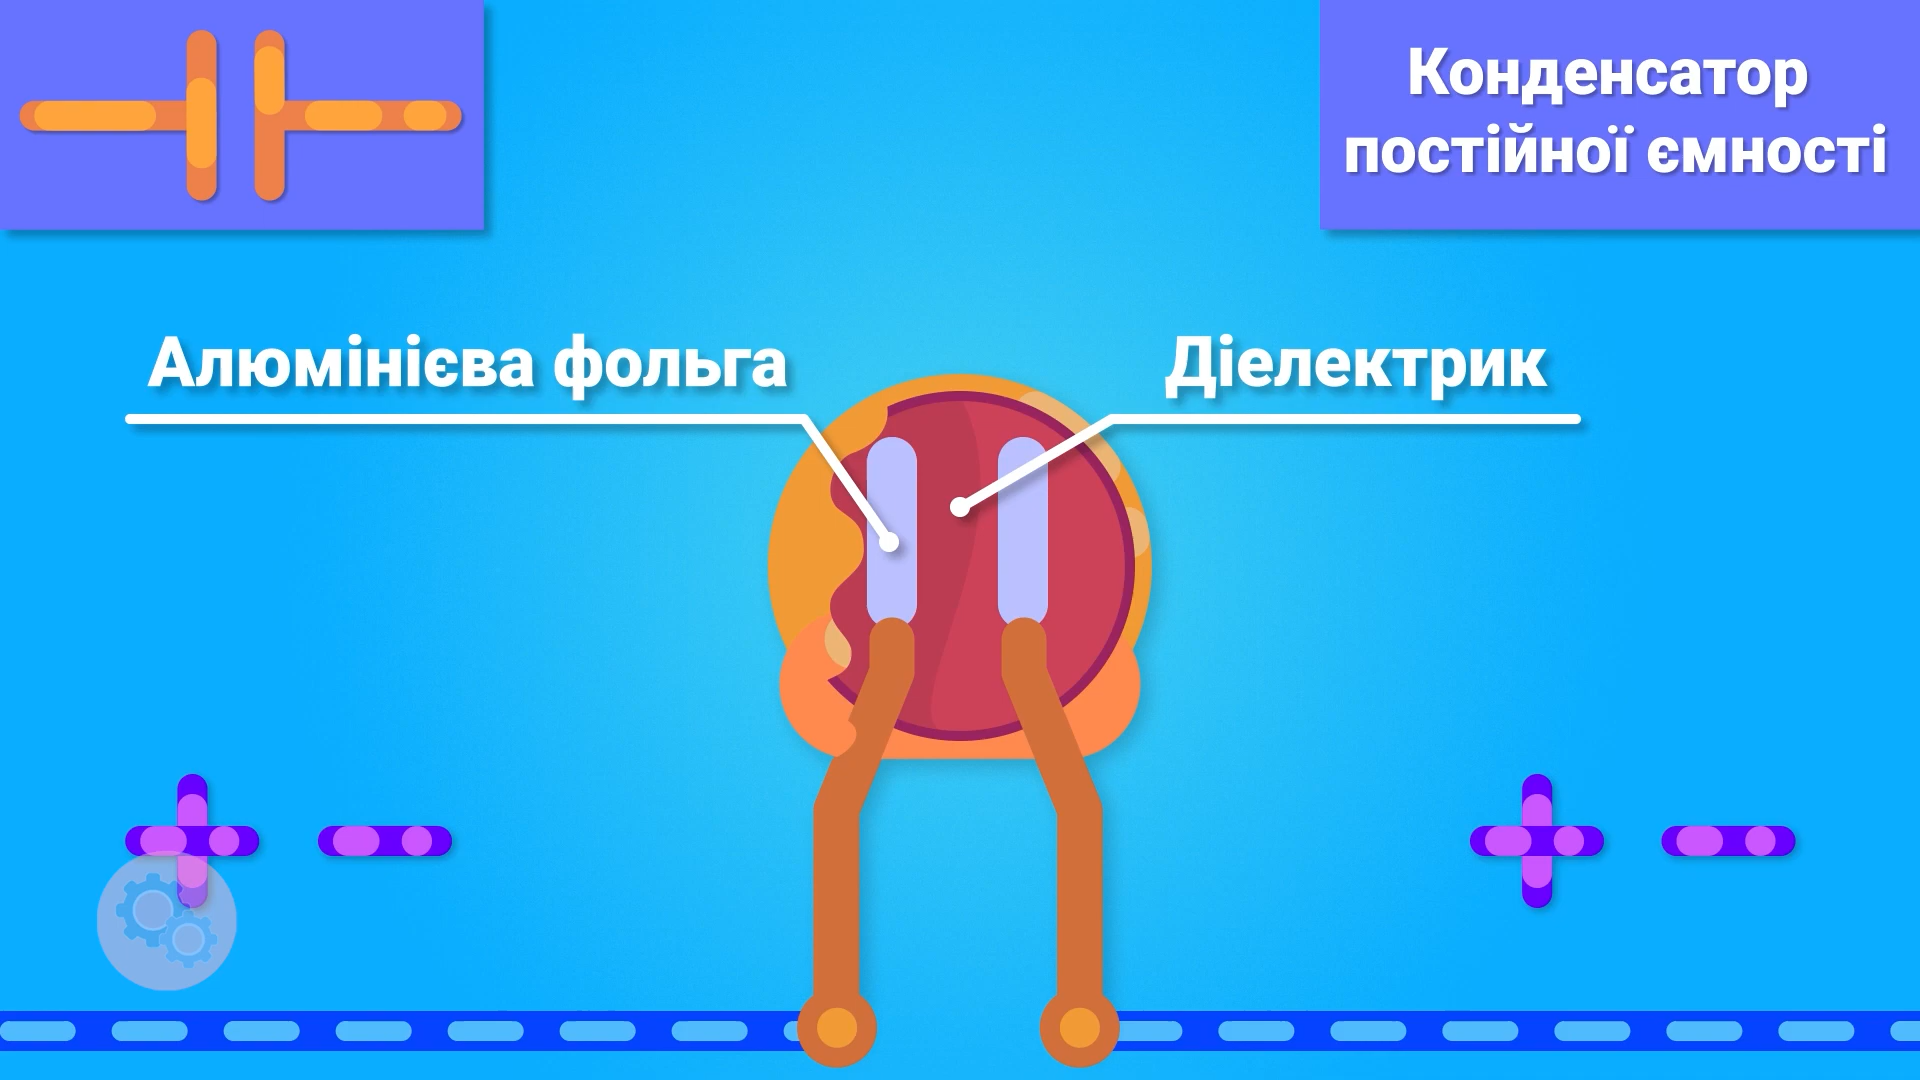 Конденсатор
постійної ємності
Алюмінієва фольга
Діелектрик